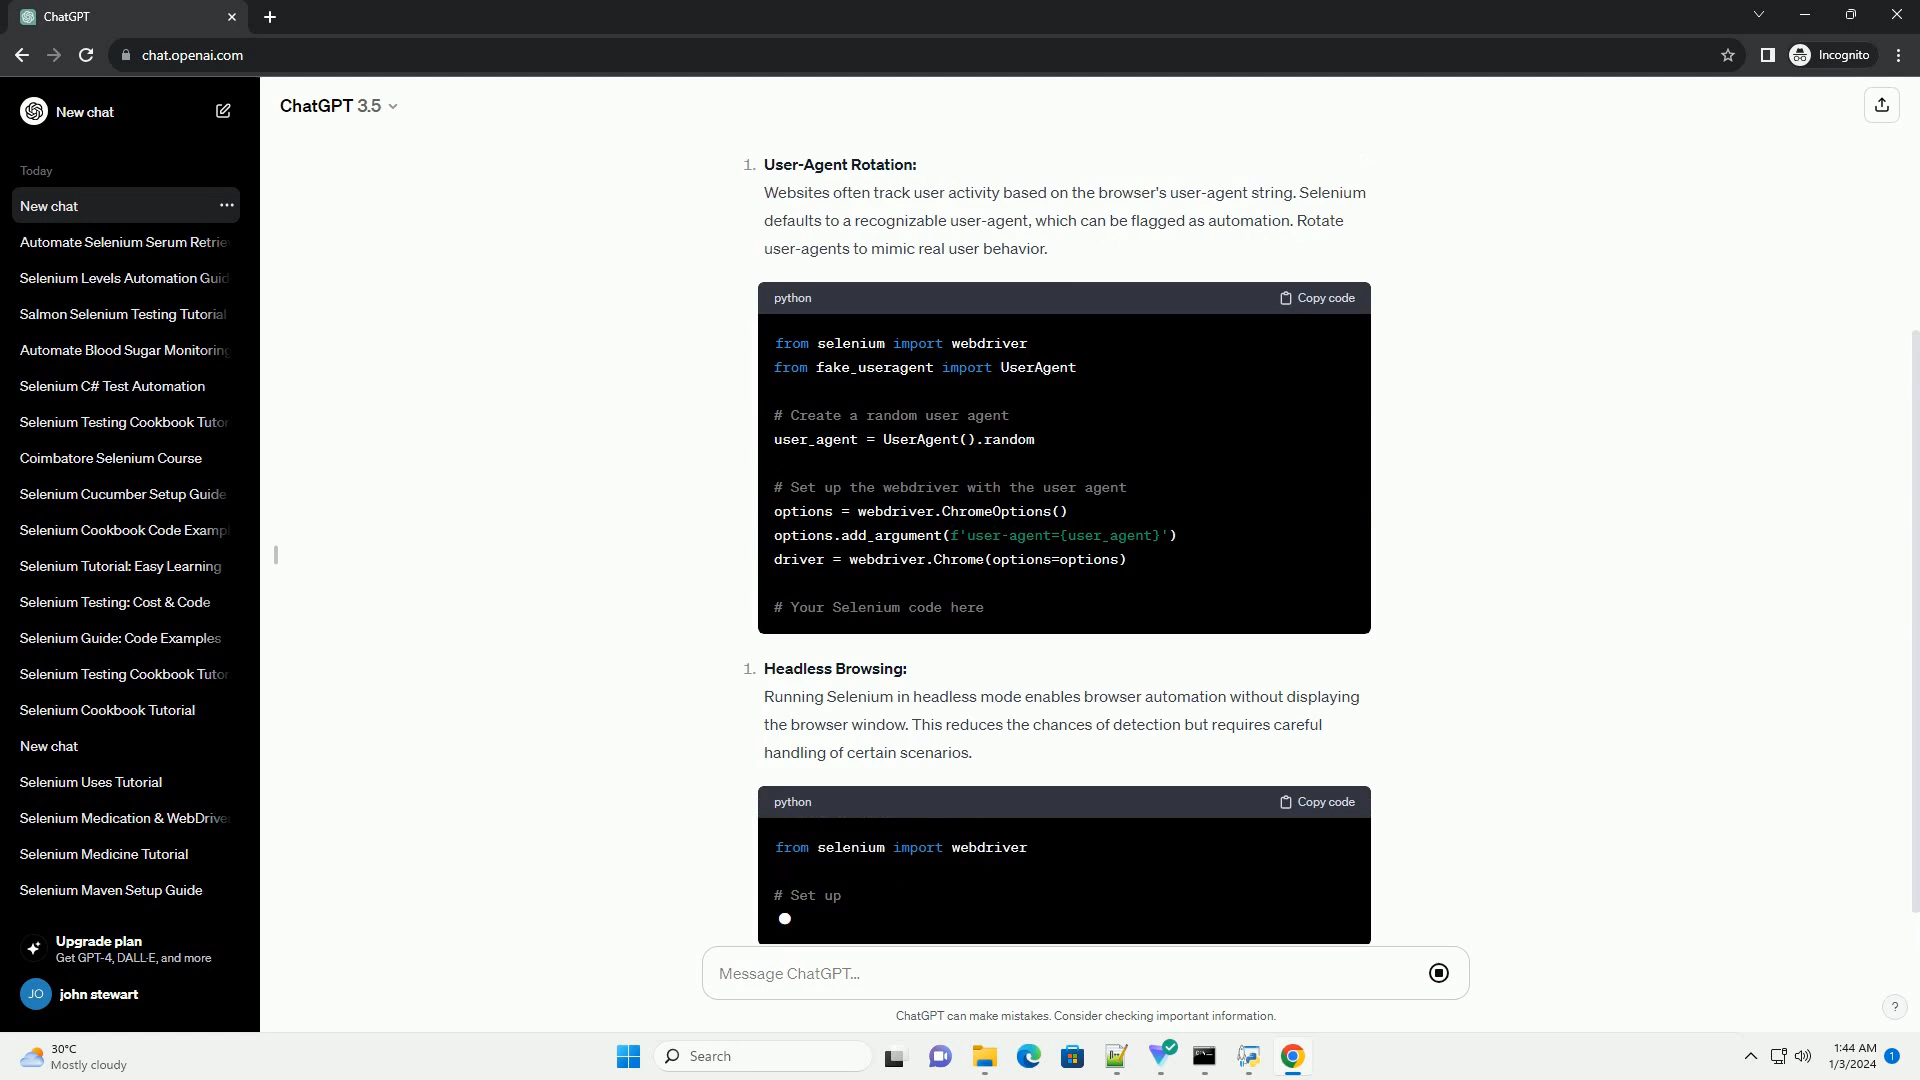 ChatGPT
chat.openai.com
Incognito
New chat
ChatGPT 3.5
Today
New chat
Automate Selenium Serum Retrie
Selenium Levels Automation Guid
Salmon Selenium Testing Tutorial
Automate Blood Sugar Monitoring
Selenium C# Test Automation
Selenium Testing Cookbook Tutor
Coimbatore Selenium Course
Selenium Cucumber Setup Guide
Selenium Cookbook Code Exampl
Selenium Tutorial: Easy Learning
Selenium Testing: Cost & Code
Selenium Guide: Code Examples
Selenium Testing Cookbook Tutor
Selenium Cookbook Tutorial
New chat
Selenium Uses Tutorial
Selenium Medication & WebDrive
Selenium Medicine Tutorial
Selenium Maven Setup Guide
Upgrade plan
Get GPT-4, DALL·E, and more
JO john stewart
1. User-Agent Rotation:
Websites often track user activity based on the browser's user-agent string. Selenium
defaults to a recognizable user-agent, which can be flagged as automation. Rotate
user-agents to mimic real user behavior.
python Copy code
from selenium import webdriver
from fake_useragent import UserAgent
# Create a random user agent
user_agent = UserAgent().random
# Set up the webdriver with the user agent
options = webdriver.ChromeOptions()
options.add_argument(f'user-agent={user_agent}')
driver = webdriver.Chrome(options=options)
# Your Selenium code here
1. Headless Browsing:
Running Selenium in headless mode enables browser automation without displaying
the browser window. This reduces the chances of detection but requires careful
handling of certain scenarios.
python Copy code
from selenium import webdriver
# Set up
Message ChatGPT...
ChatGPT can make mistakes. Consider checking important information.
?
30°C
Mostly cloudy
Search
1:44 AM
1/3/2024
1